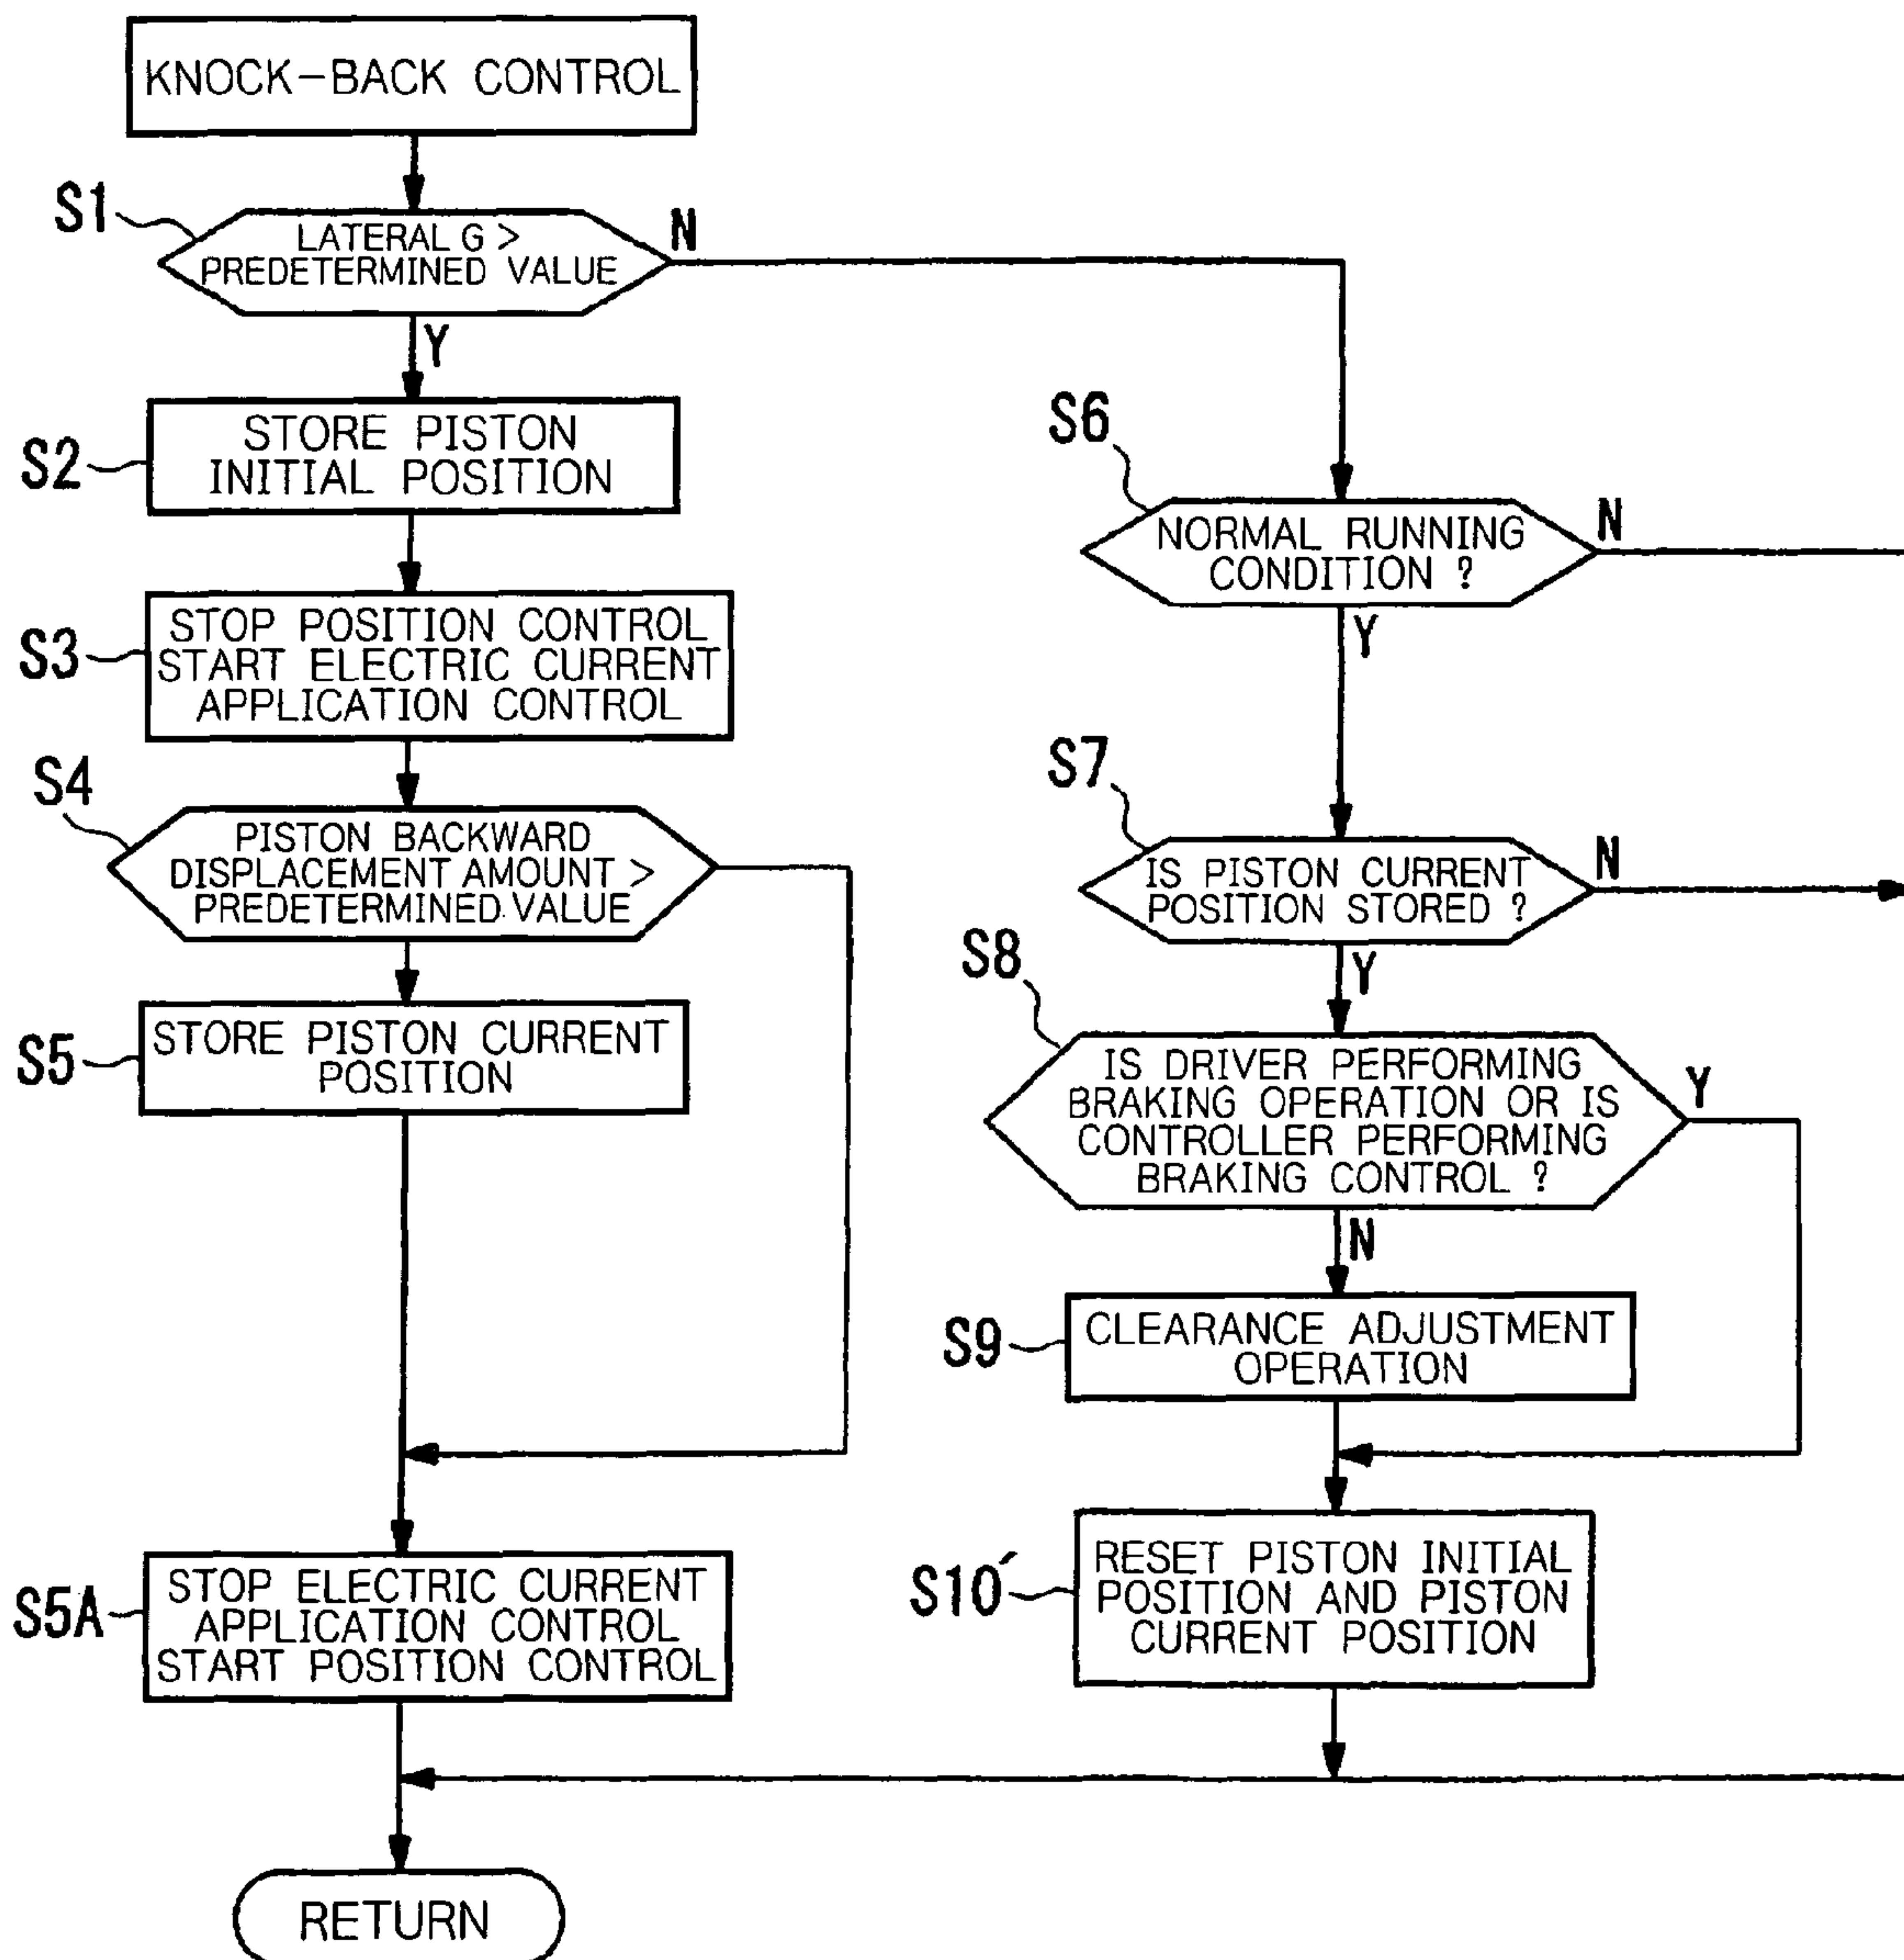 KNOCK-BACK CONTROL
S1
LATERAL G >
PREDETERMINED VALUE
N
Y
S2
STORE PISTON
INITIAL POSITION
S3
STOP POSITION CONTROL
START ELECTRIC CURRENT
APPLICATION CONTROL
S4
PISTON BACKWARD
DISPLACEMENT AMOUNT >
PREDETERMINED VALUE
S5
STORE PISTON CURRENT
POSITION
S5A
STOP ELECTRIC CURRENT
APPLICATION CONTROL
START POSITION CONTROL
RETURN
S6
NORMAL RUNNING
CONDITION ?
N
Y
S7
IS PISTON CURRENT
POSITION STORED ?
N
Y
S8
IS DRIVER PERFORMING
BRAKING OPERATION OR IS
CONTROLLER PERFORMING
BRAKING CONTROL ?
Y
N
S9
CLEARANCE ADJUSTMENT
OPERATION
S10´
RESET PISTON INITIAL
POSITION AND PISTON
CURRENT POSITION